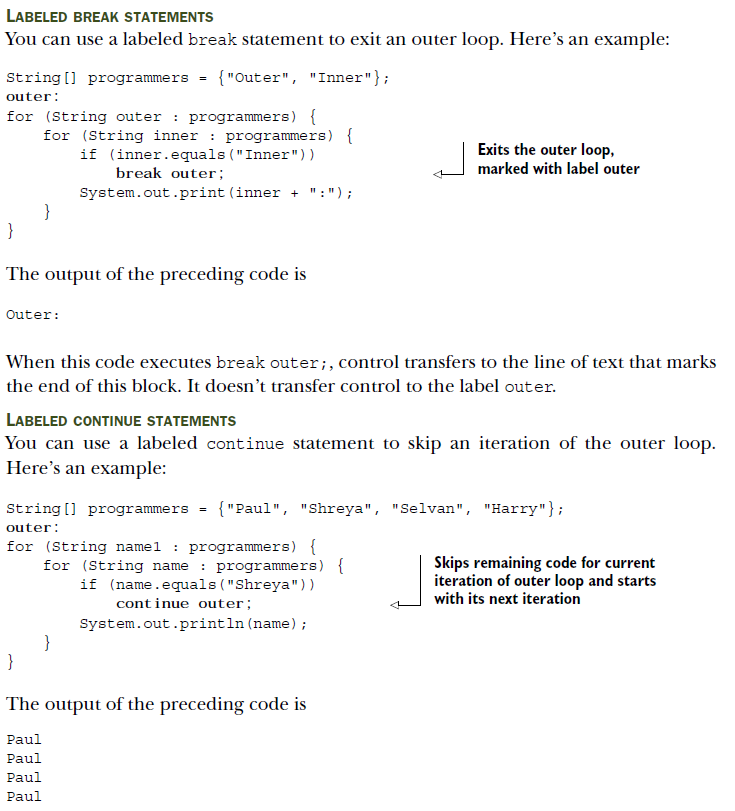 LABELED BREAK STATEMENTS
You can use a labeled break statement to exit an outer loop. Here's an example:
String[] programmers = {"Outer", "Inner"};
outer:
for (String outer : programmers) {
    for (String inner : programmers) {
        if (inner.equals("Inner"))
            break outer;
        System.out.print(inner + ":");
    }
}
Exits the outer loop,
marked with label outer
The output of the preceding code is
Outer:
When this code executes break outer;, control transfers to the line of text that marks
the end of this block. It doesn't transfer control to the label outer.
LABELED CONTINUE STATEMENTS
You can use a labeled continue statement to skip an iteration of the outer loop.
Here's an example:
String[] programmers = {"Paul", "Shreya", "Selvan", "Harry"};
outer:
for (String name1 : programmers) {
    for (String name : programmers) {
        if (name.equals("Shreya"))
            continue outer;
        System.out.println(name);
    }
}
Skips remaining code for current
iteration of outer loop and starts
with its next iteration
The output of the preceding code is
Paul
Paul
Paul
Paul